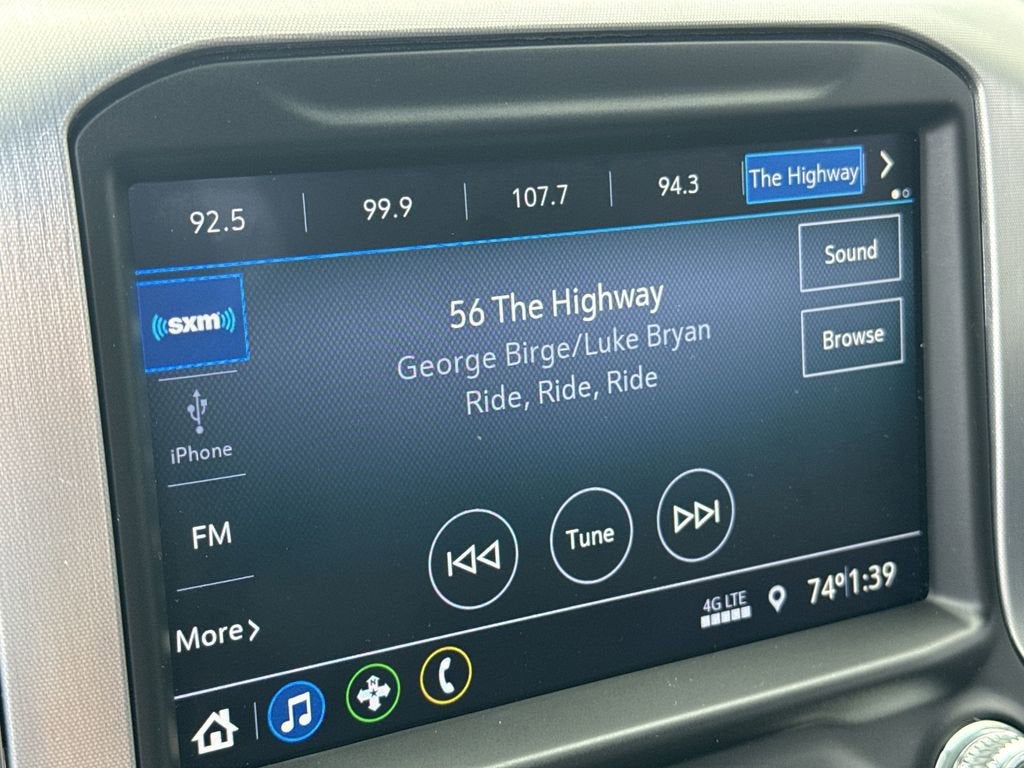 92.5 99.9 107.7 94.3 The Highway
sxm
56 The Highway
George Birge/Luke Bryan
Ride, Ride, Ride
Sound
Browse
iPhone
FM
More
Tune
4G LTE
74° 1:39
N